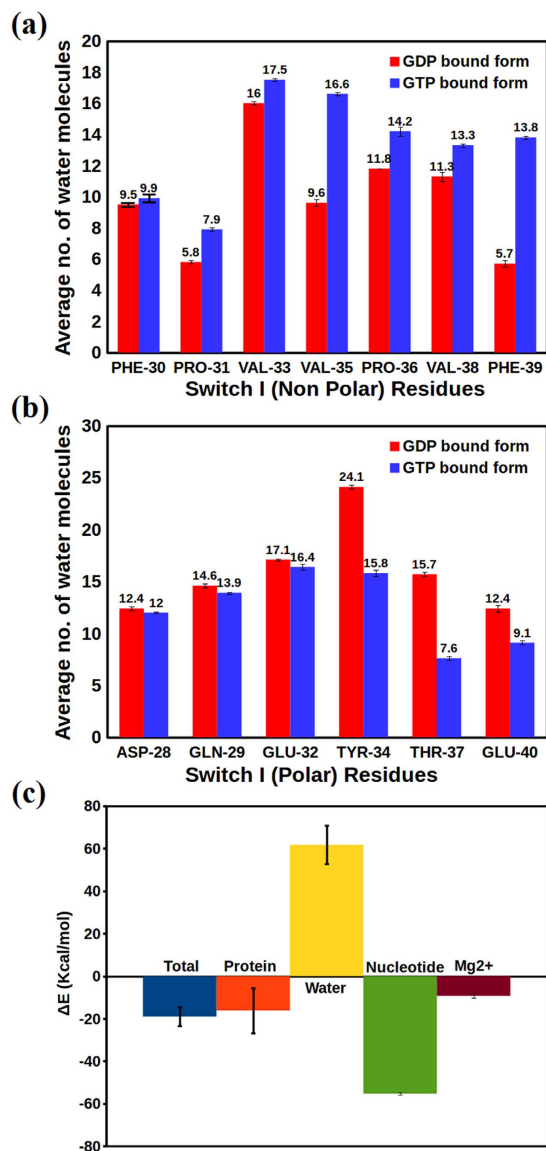 (a)
20
18
16
14
12
10
8
6
4
2
0
Average no. of water molecules
GDP bound form
GTP bound form
9.5 9.9 5.8 7.9 16 17.5 9.6 16.6 11.8 14.2 11.3 13.3 5.7 13.8
PHE-30 PRO-31 VAL-33 VAL-35 PRO-36 VAL-38 PHE-39
Switch I (Non Polar) Residues
(b)
30
25
20
15
10
5
0
Average no. of water molecules
GDP bound form
GTP bound form
12.4 12 14.6 13.9 17.1 16.4 24.1 15.8 15.7 7.6 12.4 9.1
ASP-28 GLN-29 GLU-32 TYR-34 THR-37 GLU-40
Switch I (Polar) Residues
(c)
80
60
40
20
0
-20
-40
-60
-80
ΔE (Kcal/mol)
Total Protein Water Nucleotide Mg2+